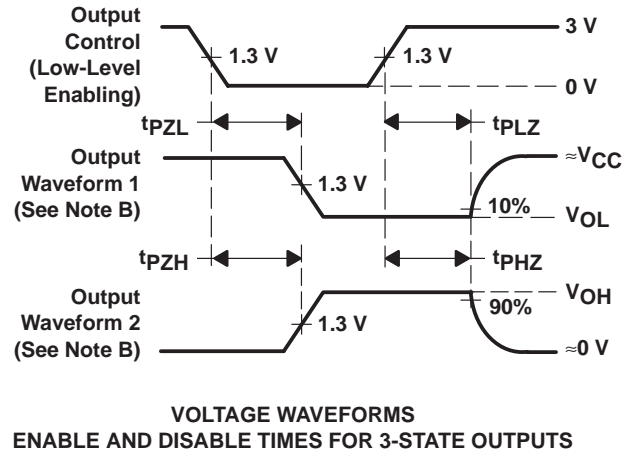 Output
Control
(Low-Level
Enabling)
1.3 V
1.3 V
3 V
0 V
tPZL
tPLZ
Output
Waveform 1
(See Note B)
1.3 V
10%
≈VCC
VOL
tPZH
tPHZ
Output
Waveform 2
(See Note B)
1.3 V
90%
VOH
≈0 V
VOLTAGE WAVEFORMS
ENABLE AND DISABLE TIMES FOR 3-STATE OUTPUTS